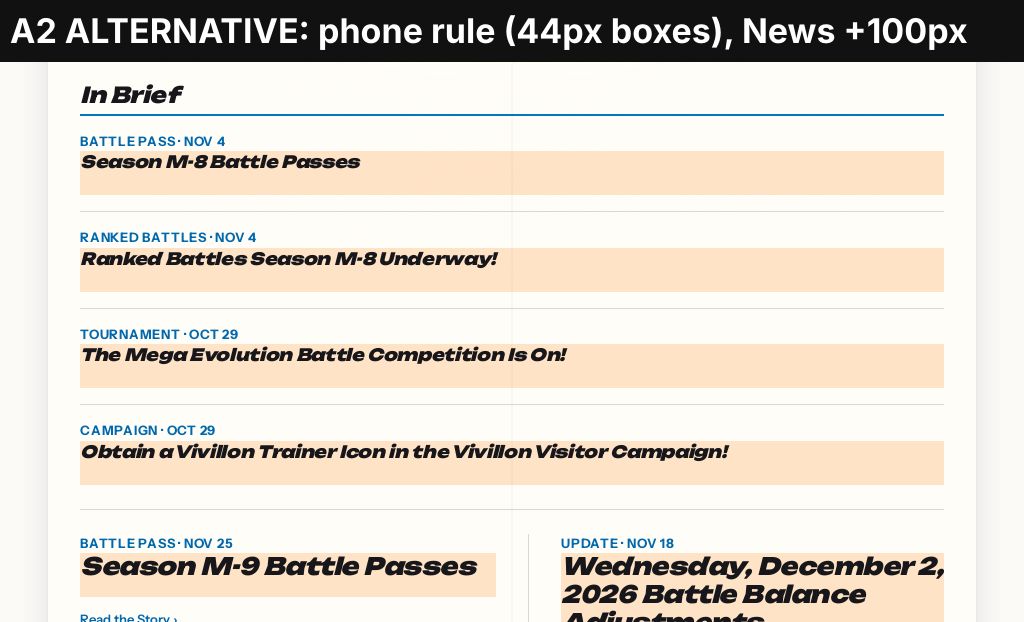 A2 ALTERNATIVE: phone rule (44px boxes), News +100px
In Brief
BATTLE PASS · NOV 4
Season M-8 Battle Passes
RANKED BATTLES · NOV 4
Ranked Battles Season M-8 Underway!
TOURNAMENT · OCT 29
The Mega Evolution Battle Competition Is On!
CAMPAIGN · OCT 29
Obtain a Vivillon Trainer Icon in the Vivillon Visitor Campaign!
BATTLE PASS · NOV 25
Season M-9 Battle Passes
Read the Story ›
UPDATE · NOV 18
Wednesday, December 2,
2026 Battle Balance
Adjustments